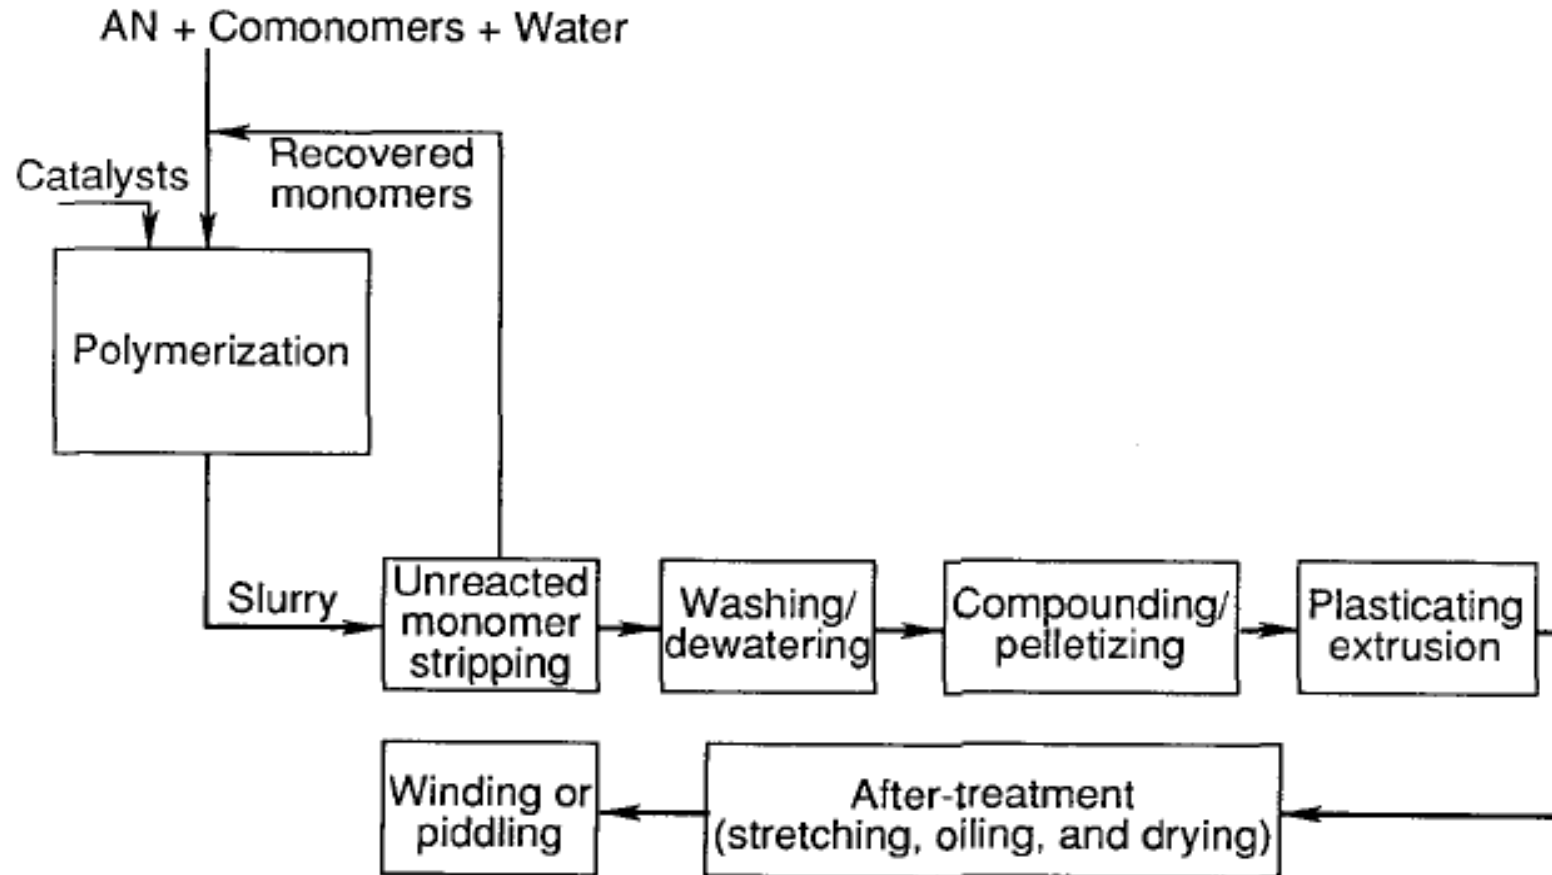 AN + Comonomers + Water
Recovered
monomers
Catalysts
Polymerization
Slurry
Unreacted
monomer
stripping
Washing/
dewatering
Compounding/
pelletizing
Plasticating
extrusion
Winding or
piddling
After-treatment
(stretching, oiling, and drying)